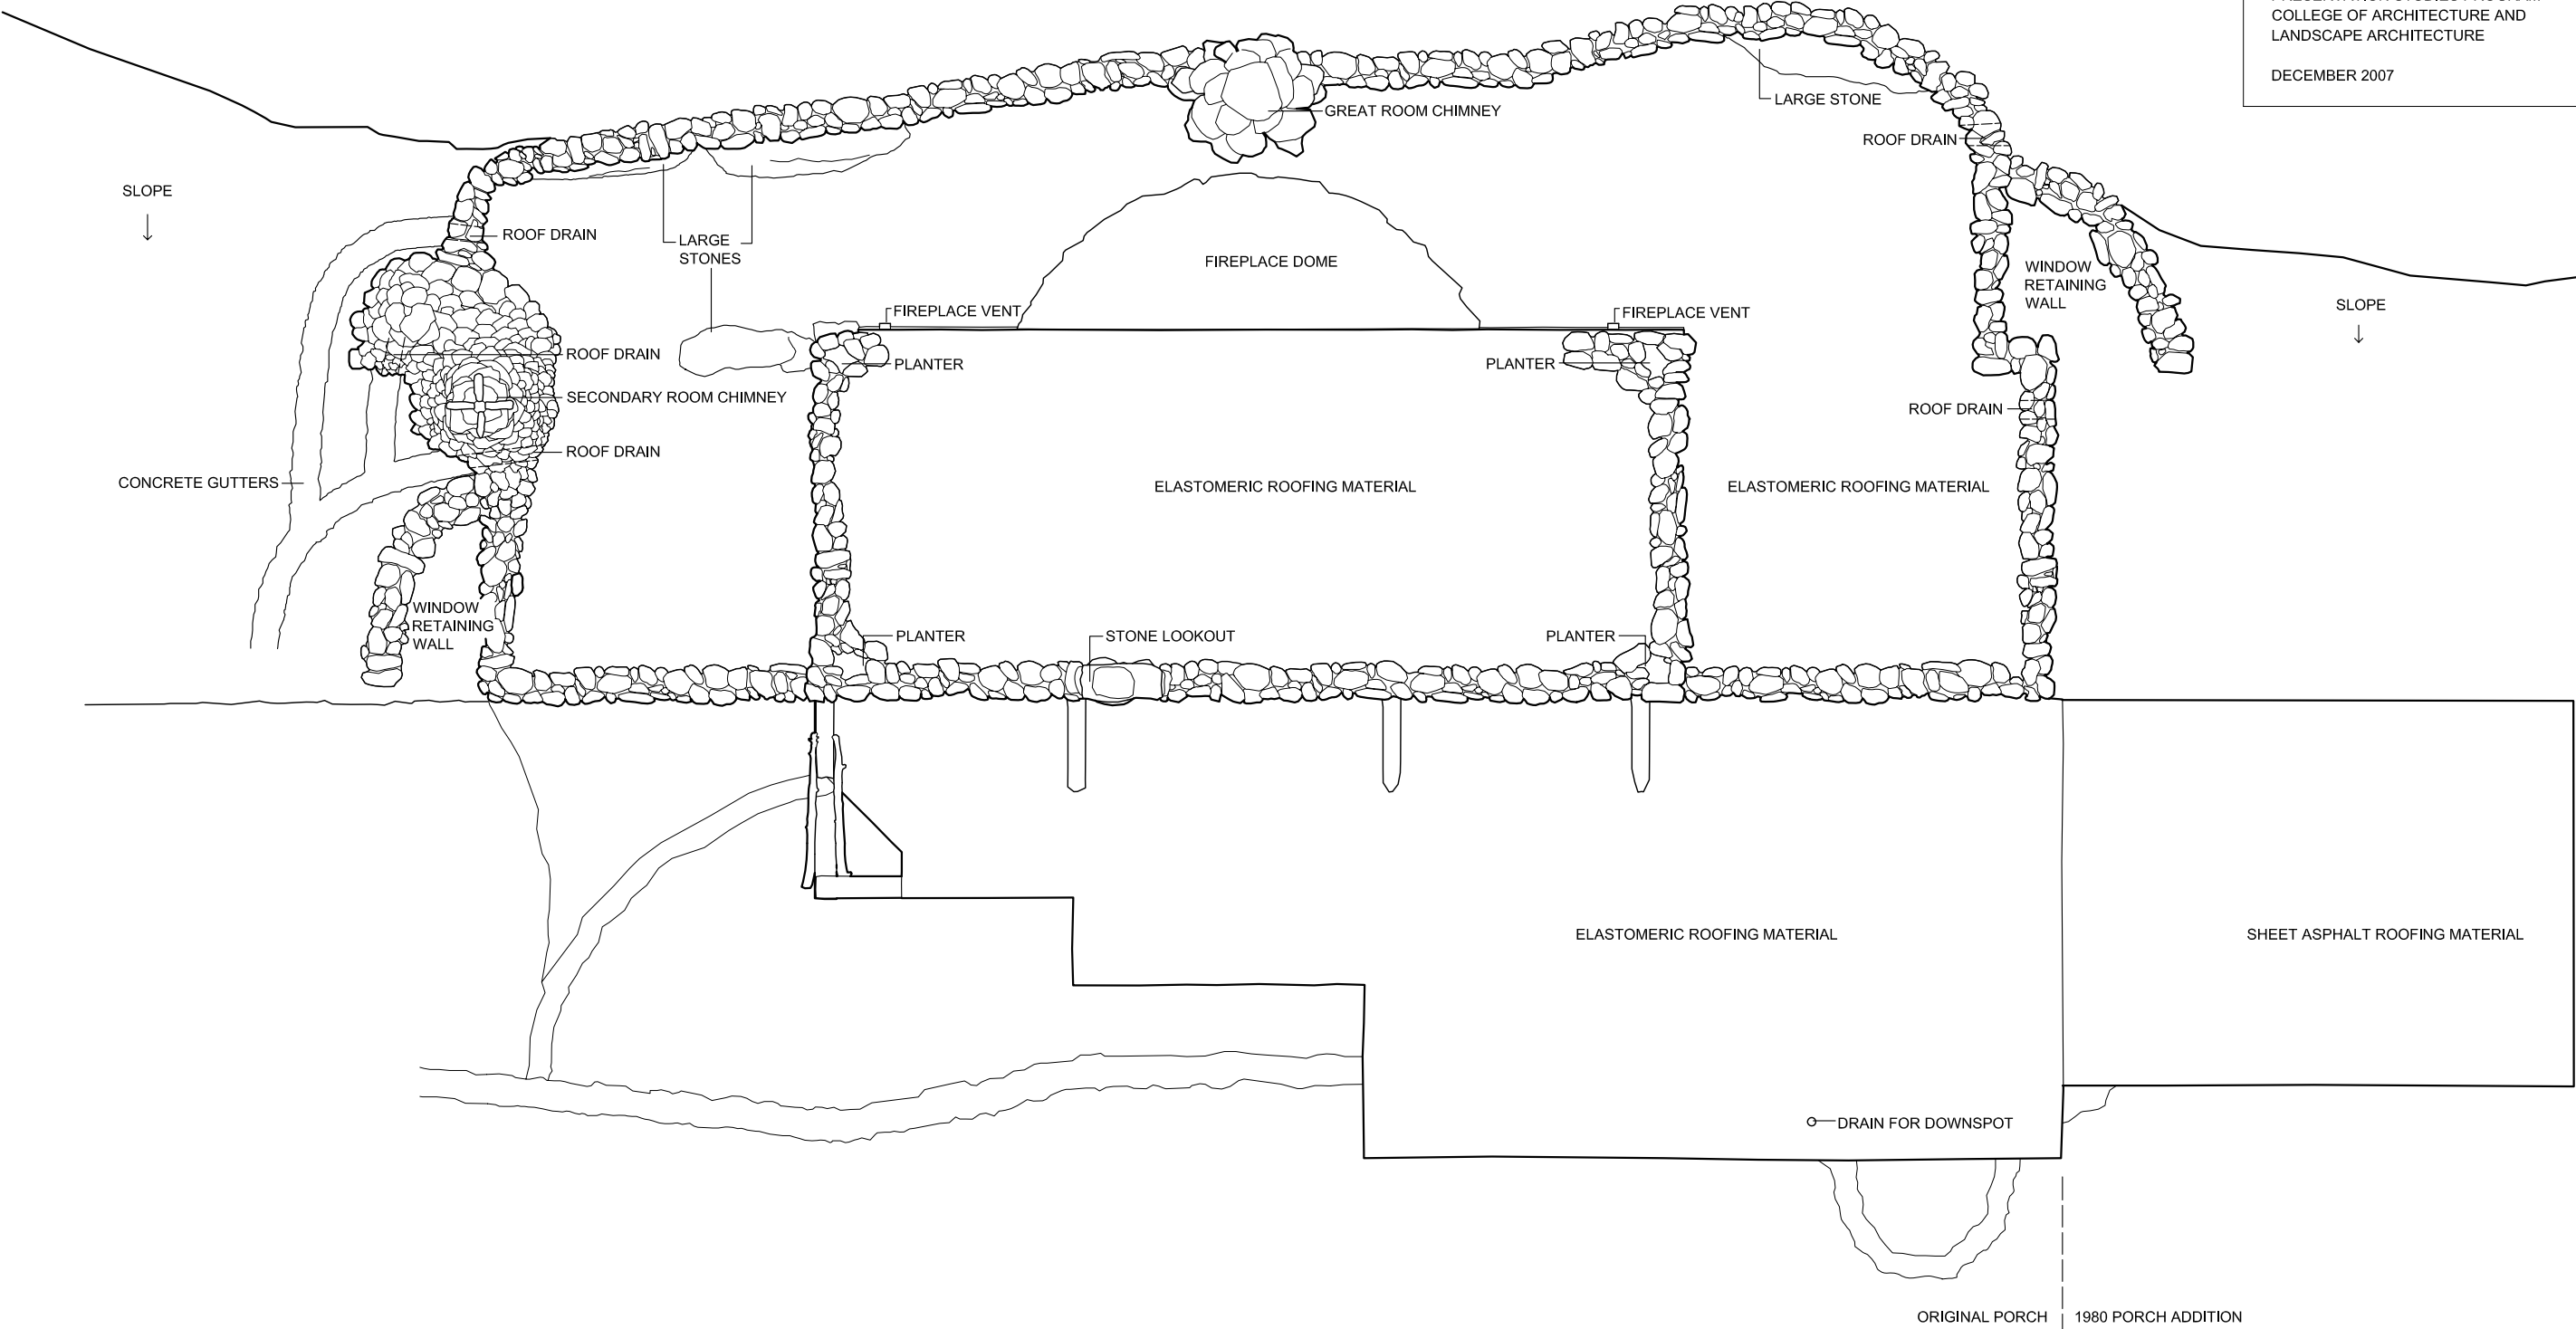 COLLEGE OF ARCHITECTURE AND
LANDSCAPE ARCHITECTURE
DECEMBER 2007
LARGE STONE
GREAT ROOM CHIMNEY
ROOF DRAIN
SLOPE
ROOF DRAIN
LARGE
STONES
FIREPLACE DOME
WINDOW
RETAINING
WALL
SLOPE
FIREPLACE VENT
FIREPLACE VENT
ROOF DRAIN
PLANTER
PLANTER
SECONDARY ROOM CHIMNEY
ROOF DRAIN
ROOF DRAIN
CONCRETE GUTTERS
ELASTOMERIC ROOFING MATERIAL
ELASTOMERIC ROOFING MATERIAL
WINDOW
RETAINING
WALL
PLANTER
STONE LOOKOUT
PLANTER
ELASTOMERIC ROOFING MATERIAL
SHEET ASPHALT ROOFING MATERIAL
DRAIN FOR DOWNSPOT
ORIGINAL PORCH
1980 PORCH ADDITION